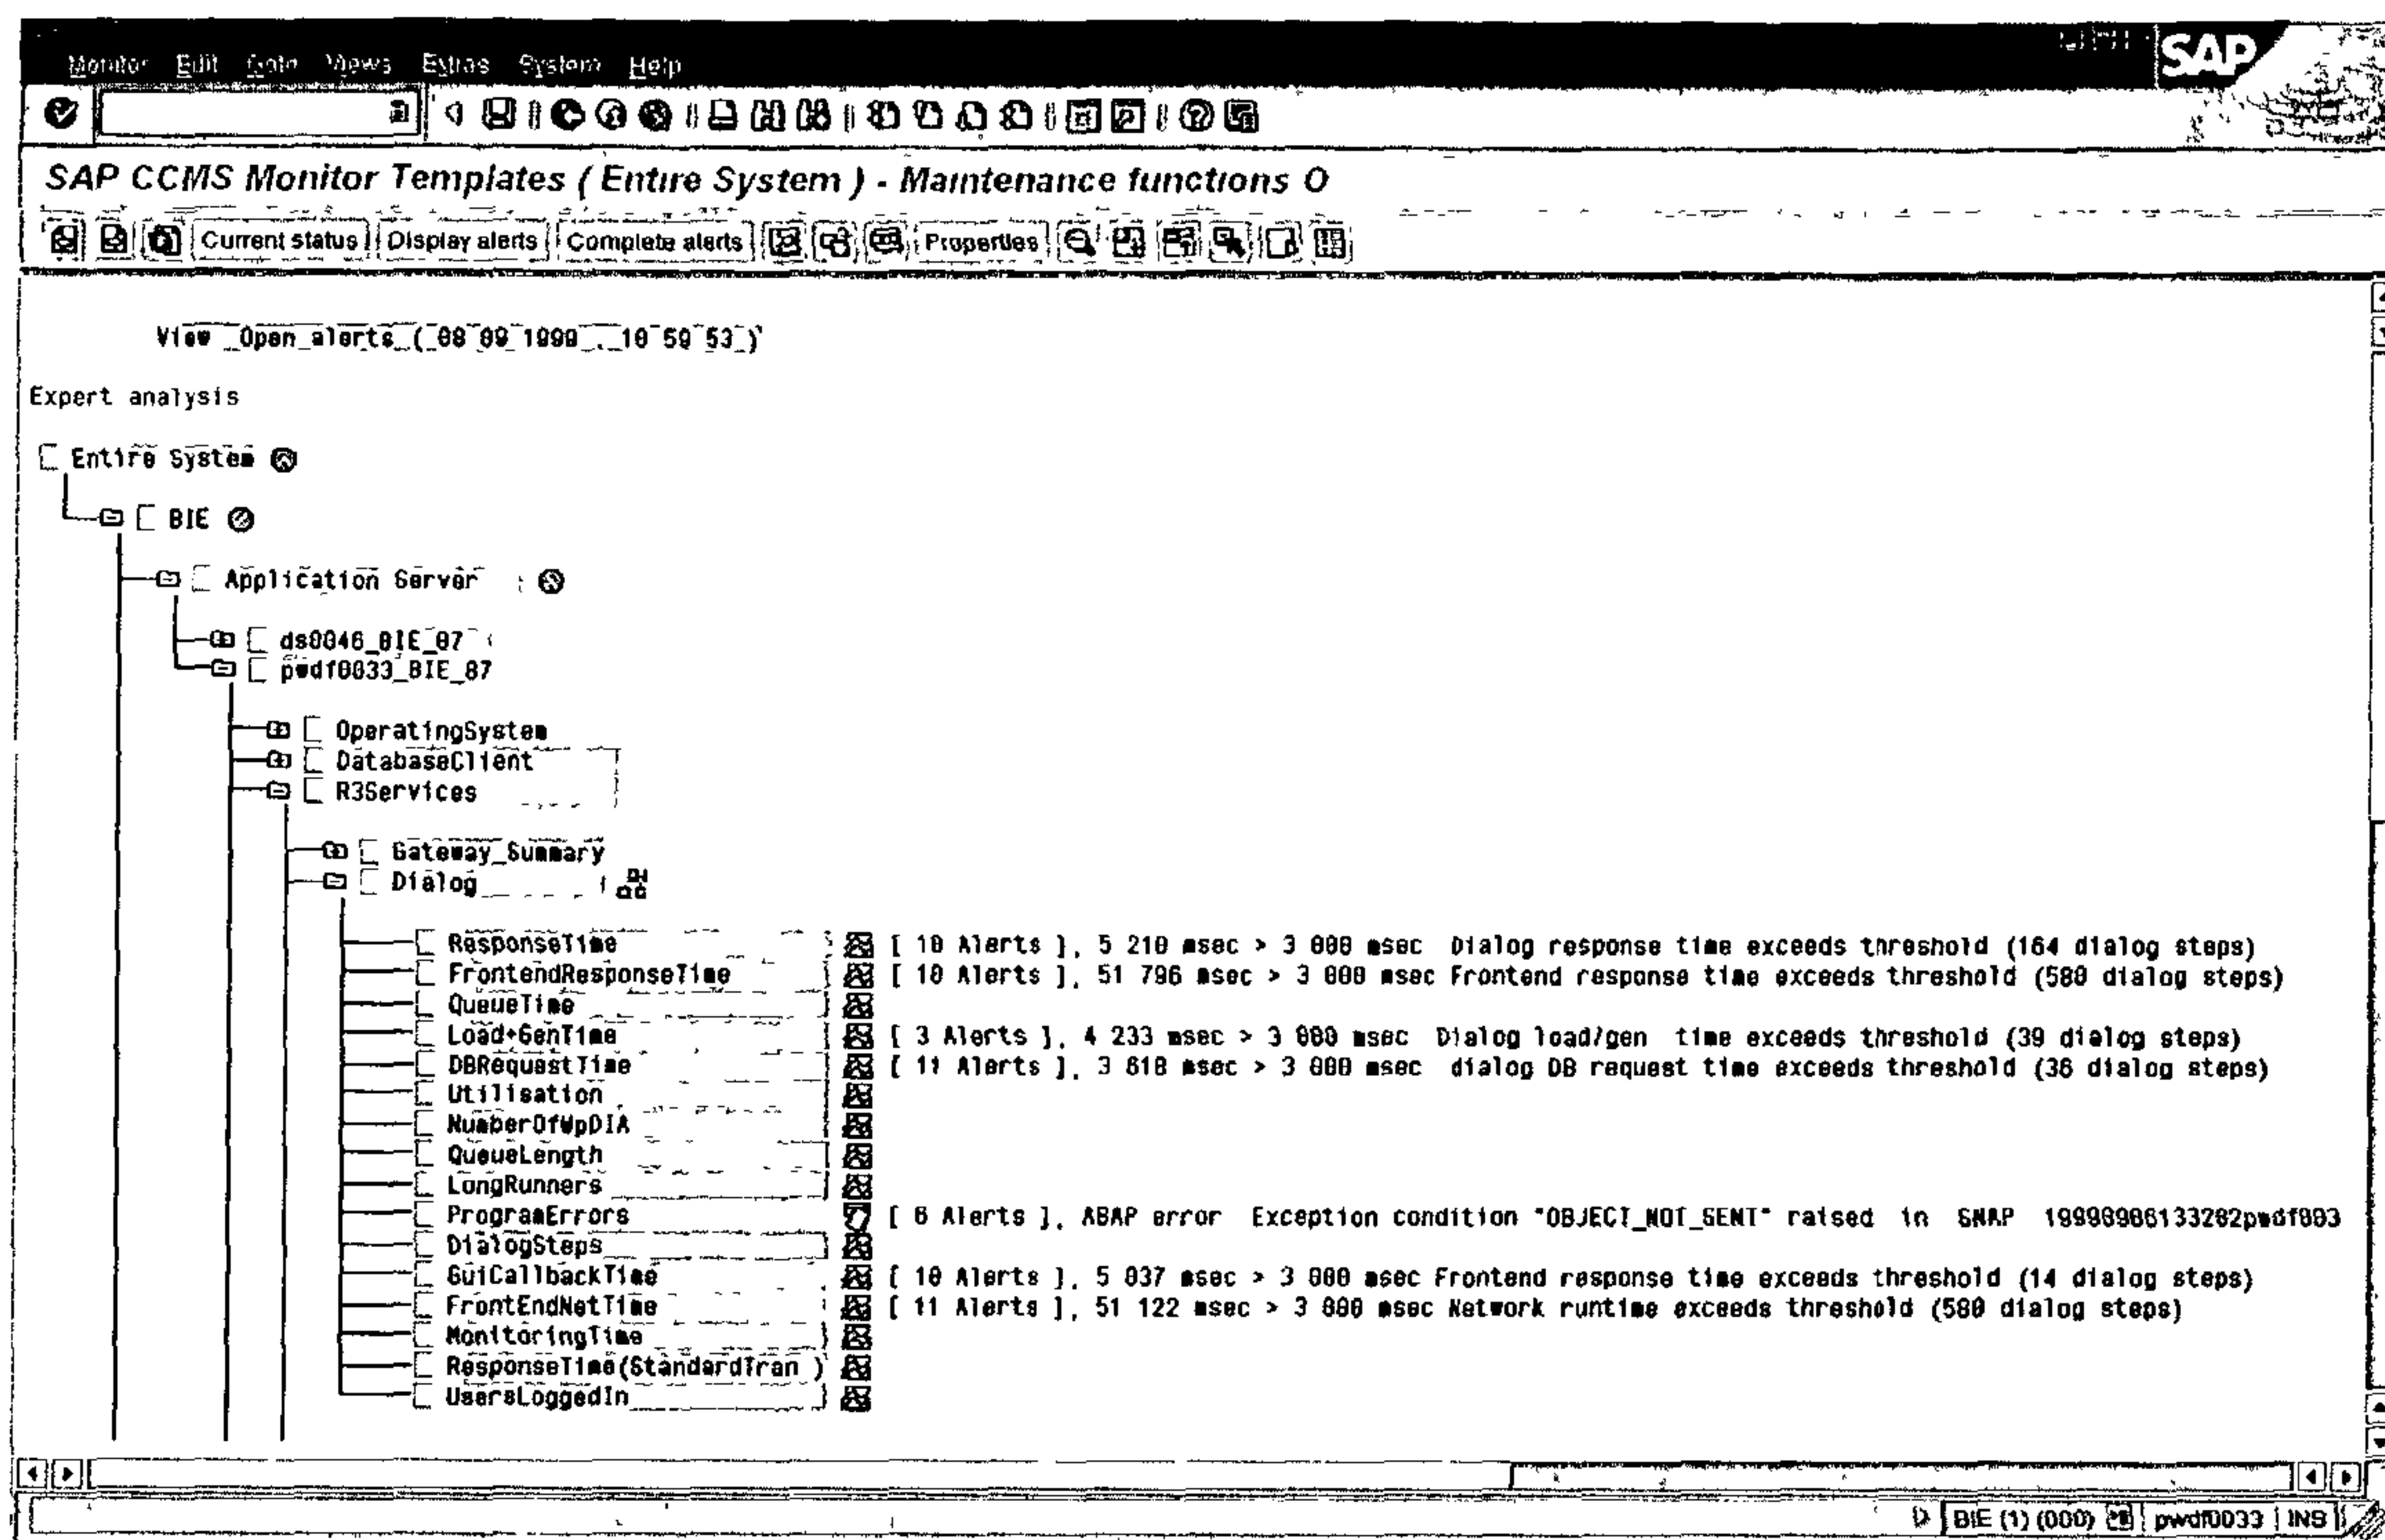 Monitor Edit Goto Views Extras System Help
SAP
SAP CCMS Monitor Templates ( Entire System ) - Maintenance functions O
Current status Display alerts Complete alerts Properties
View Open alerts ( 08 09 1999 , 10 59 53 )
Expert analysis
Entire System
BIE
Application Server
ds0046_BIE_07
pwdf0033_BIE_07
OperatingSystem
DatabaseClient
R3Services
Gateway_Summary
Dialog
ResponseTime [ 10 Alerts ], 5 210 msec > 3 000 msec Dialog response time exceeds threshold (164 dialog steps)
FrontendResponseTime [ 10 Alerts ], 51 796 msec > 3 000 msec Frontend response time exceeds threshold (580 dialog steps)
QueueTime
Load+GenTime [ 3 Alerts ], 4 233 msec > 3 000 msec Dialog load/gen time exceeds threshold (39 dialog steps)
DBRequestTime [ 11 Alerts ], 3 618 msec > 3 000 msec dialog DB request time exceeds threshold (36 dialog steps)
Utilisation
NumberOfWpDIA
QueueLength
LongRunners
ProgramErrors [ 6 Alerts ], ABAP error Exception condition "OBJECT_NOT_SENT" raised in SNAP
DialogSteps
GuiCallbackTime [ 10 Alerts ], 5 037 msec > 3 000 msec Frontend response time exceeds threshold (14 dialog steps)
FrontEndNetTime [ 11 Alerts ], 51 122 msec > 3 000 msec Network runtime exceeds threshold (580 dialog steps)
MonitoringTime
ResponseTime(StandardTran )
UsersLoggedIn
BIE (1) (000) pwdf0033 INS